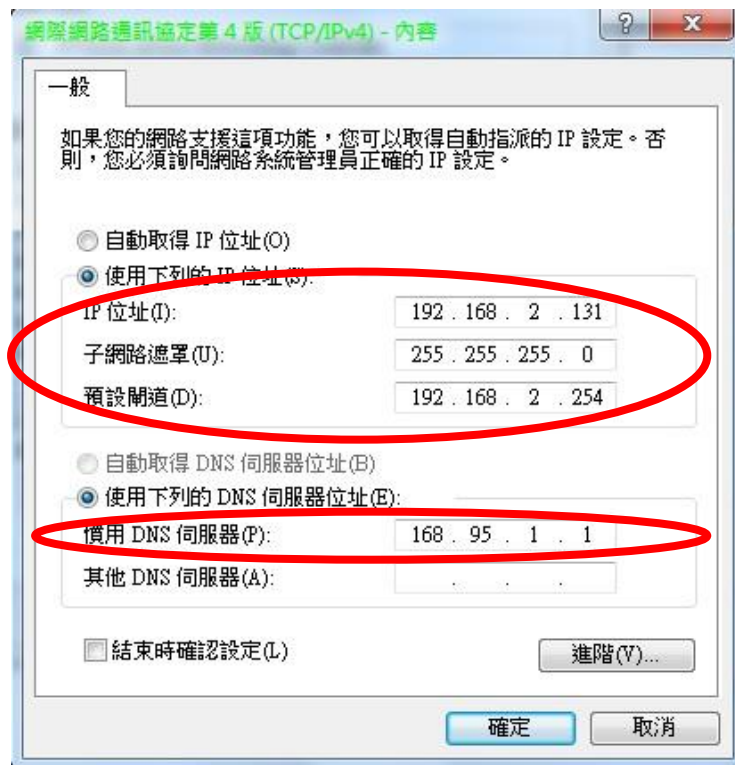 網際網路通訊協定第 4 版 (TCP/IPv4) - 內容
一般
如果您的網路支援這項功能，您可以取得自動指派的 IP 設定。否
則，您必須詢問網路系統管理員正確的 IP 設定。
自動取得 IP 位址(O)
使用下列的 IP 位址(S):
IP 位址(I): 192 . 168 . 2 . 131
子網路遮罩(U): 255 . 255 . 255 . 0
預設閘道(D): 192 . 168 . 2 . 254
自動取得 DNS 伺服器位址(B)
使用下列的 DNS 伺服器位址(E):
慣用 DNS 伺服器(P): 168 . 95 . 1 . 1
其他 DNS 伺服器(A): . . .
結束時確認設定(L)
進階(V)...
確定 取消